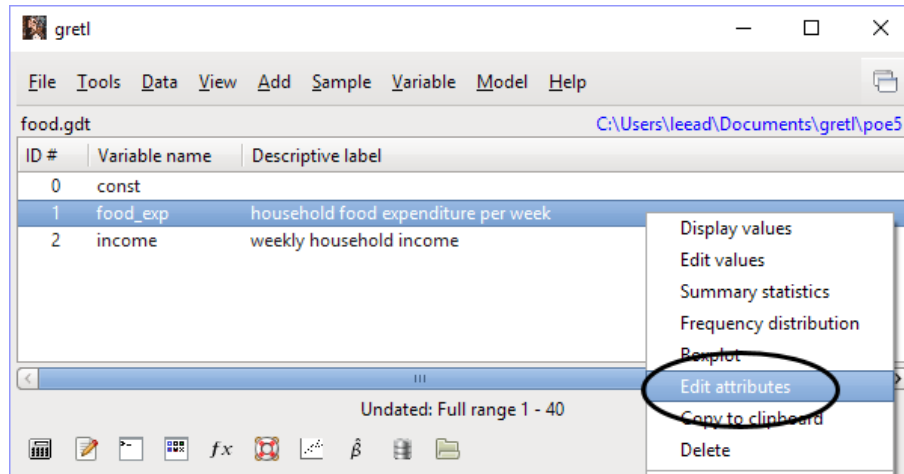 gretl
File Tools Data View Add Sample Variable Model Help
food.gdt C:\Users\leead\Documents\gretl\poe5
ID # Variable name Descriptive label
0 const
1 food_exp household food expenditure per week
2 income weekly household income
Display values
Edit values
Summary statistics
Frequency distribution
Boxplot
Edit attributes
Copy to clipboard
Delete
Undated: Full range 1 - 40
fx β̂